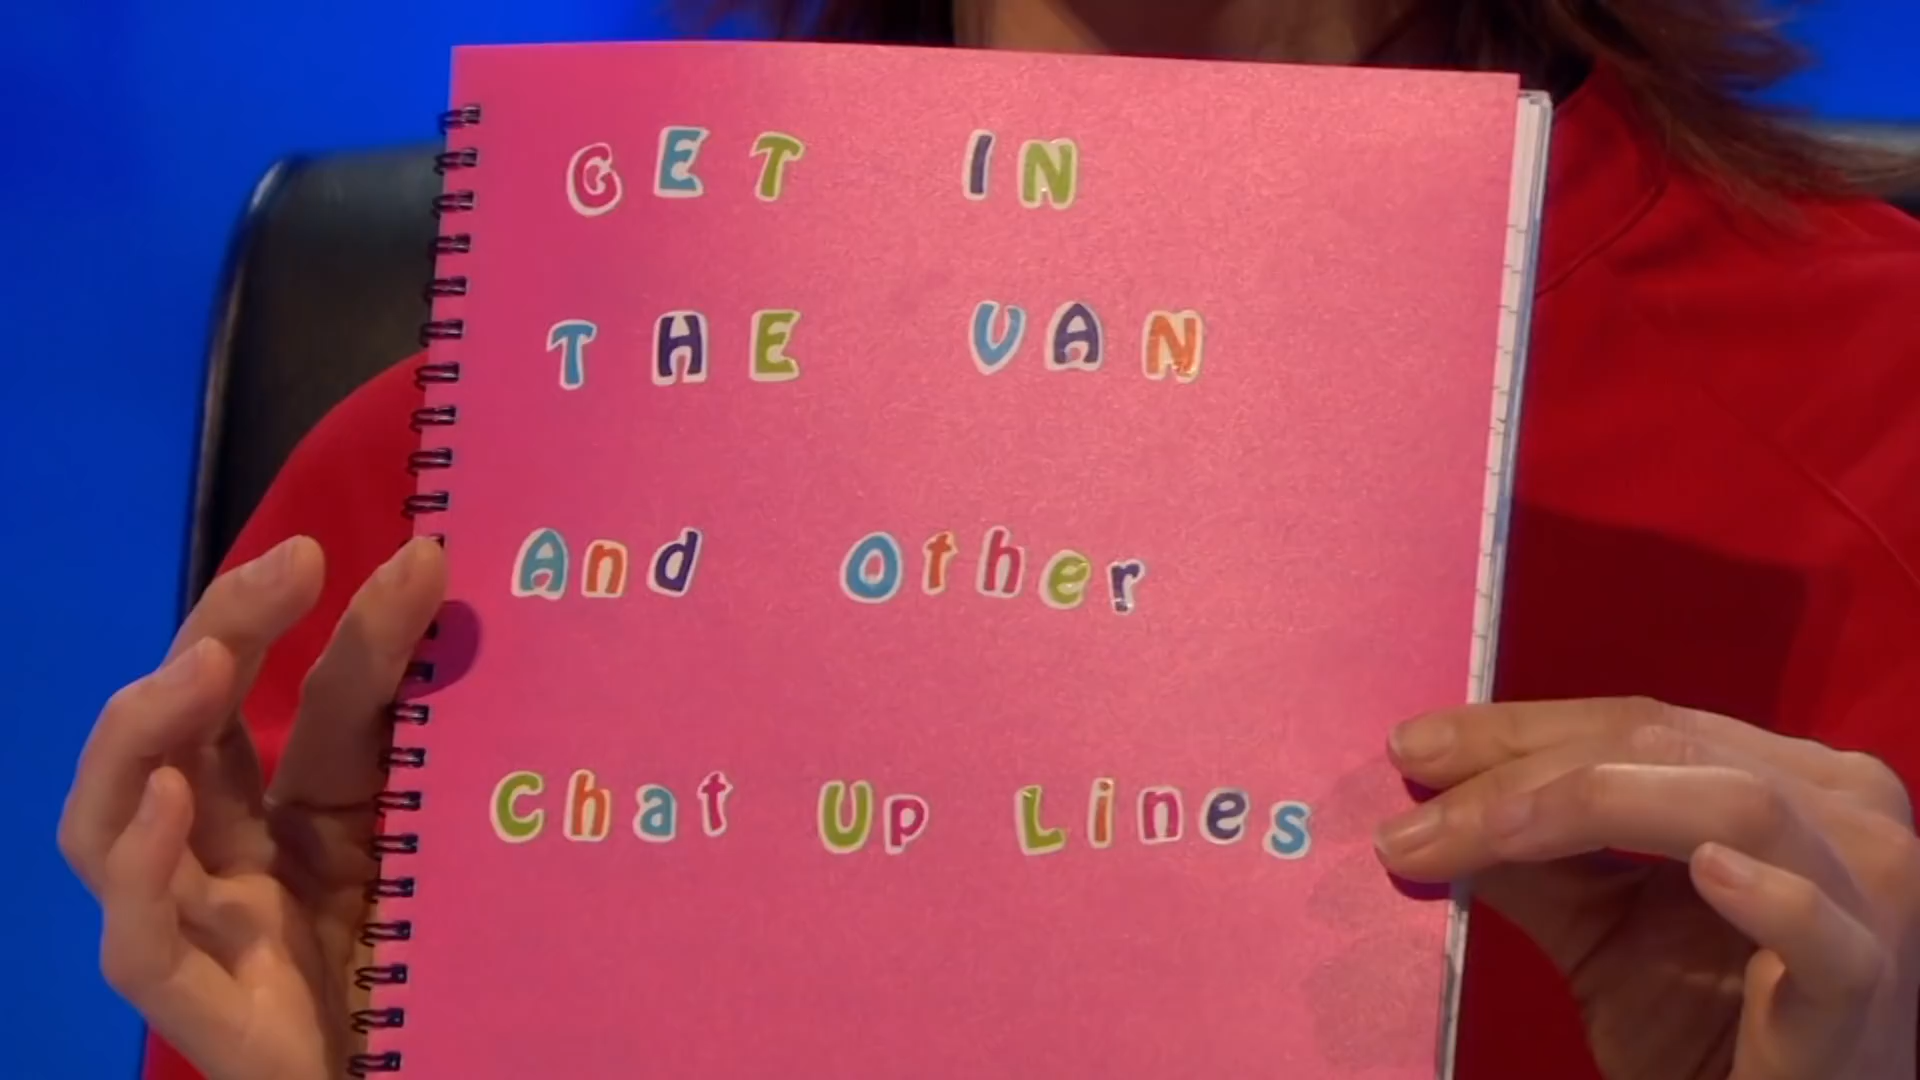 GET IN
THE VAN
And Other
Chat Up Lines